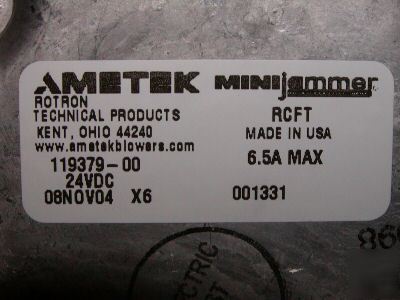 AMETEK MINIjammer
ROTRON
TECHNICAL PRODUCTS RCFT
KENT, OHIO 44240 MADE IN USA
www.ametekblowers.com
119379-00 6.5A MAX
24VDC
08NOV04 X6 001331
860